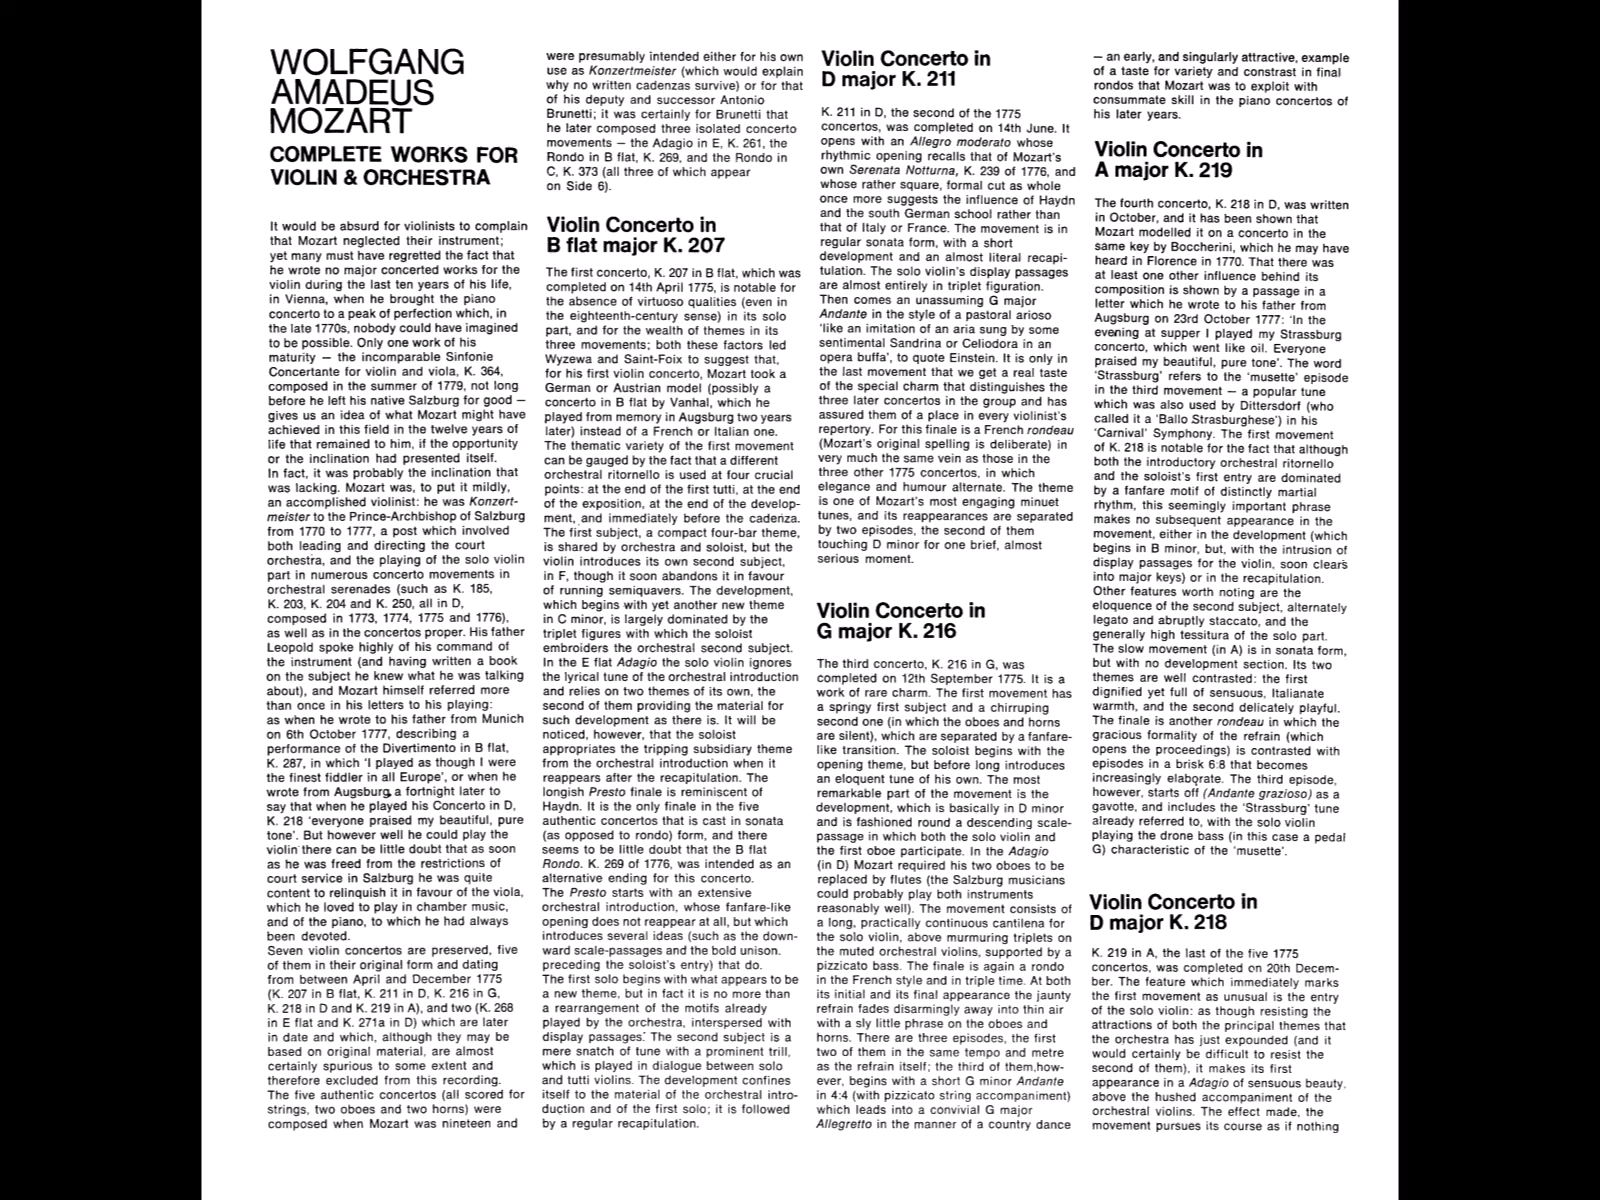 WOLFGANG
AMADEUS
MOZART
COMPLETE WORKS FOR
VIOLIN & ORCHESTRA
It would be absurd for violinists to complain
that Mozart neglected their instrument;
yet many must have regretted the fact that
he wrote no major concerted works for the
violin during the last ten years of his life,
in Vienna, when he brought the piano
concerto to a peak of perfection which, in
the late 1770s, nobody could have imagined
to be possible. Only one work of his
maturity — the incomparable Sinfonie
Concertante for violin and viola, K. 364,
composed in the summer of 1779, not long
before he left his native Salzburg for good —
gives us an idea of what Mozart might have
achieved in this field in the twelve years of
life that remained to him, if the opportunity
or the inclination had presented itself.
In fact, it was probably the inclination that
was lacking. Mozart was, to put it mildly,
an accomplished violinist: he was Konzert-
meister to the Prince-Archbishop of Salzburg
from 1770 to 1777, a post which involved
both leading and directing the court
orchestra, and the playing of the solo violin
part in numerous concerto movements in
orchestral serenades (such as K. 185,
K. 203, K. 204 and K. 250, all in D,
composed in 1773, 1774, 1775 and 1776),
as well as in the concertos proper. His father
Leopold spoke highly of his command of
the instrument (and having written a book
on the subject he knew what he was talking
about), and Mozart himself referred more
than once in his letters to his playing:
as when he wrote to his father from Munich
on 6th October 1777, describing a
performance of the Divertimento in B flat,
K. 287, in which ‘I played as though I were
the finest fiddler in all Europe’, or when he
wrote from Augsburg a fortnight later to
say that when he played his Concerto in D,
K. 218 ‘everyone praised my beautiful, pure
tone’. But however well he could play the
violin there can be little doubt that as soon
as he was freed from the restrictions of
court service in Salzburg he was quite
content to relinquish it in favour of the viola,
which he loved to play in chamber music,
and of the piano, to which he had always
been devoted.
Seven violin concertos are preserved, five
of them in their original form and dating
from between April and December 1775
(K. 207 in B flat, K. 211 in D, K. 216 in G,
K. 218 in D and K. 219 in A), and two (K. 268
in E flat and K. 271a in D) which are later
in date and which, although they may be
based on original material, are almost
certainly spurious to some extent and
therefore excluded from this recording.
The five authentic concertos (all scored for
strings, two oboes and two horns) were
composed when Mozart was nineteen and
were presumably intended either for his own
use as Konzertmeister (which would explain
why no written cadenzas survive) or for that
of his deputy and successor Antonio
Brunetti; it was certainly for Brunetti that
he later composed three isolated concerto
movements — the Adagio in E, K. 261, the
Rondo in B flat, K. 269, and the Rondo in
C, K. 373 (all three of which appear
on Side 6).
Violin Concerto in
B flat major K. 207
The first concerto, K. 207 in B flat, which was
completed on 14th April 1775, is notable for
the absence of virtuoso qualities (even in
the eighteenth-century sense) in its solo
part, and for the wealth of themes in its
three movements; both these factors led
Wyzewa and Saint-Foix to suggest that,
for his first violin concerto, Mozart took a
German or Austrian model (possibly a
concerto in B flat by Vanhal, which he
played from memory in Augsburg two years
later) instead of a French or Italian one.
The thematic variety of the first movement
can be gauged by the fact that a different
orchestral ritornello is used at four crucial
points: at the end of the first tutti, at the end
of the exposition, at the end of the develop-
ment, and immediately before the cadenza.
The first subject, a compact four-bar theme,
is shared by orchestra and soloist, but the
violin introduces its own second subject,
in F, though it soon abandons it in favour
of running semiquavers. The development,
which begins with yet another new theme
in C minor, is largely dominated by the
triplet figures with which the soloist
embroiders the orchestral second subject.
In the E flat Adagio the solo violin ignores
the lyrical tune of the orchestral introduction
and relies on two themes of its own, the
second of them providing the material for
such development as there is. It will be
noticed, however, that the soloist
appropriates the tripping subsidiary theme
from the orchestral introduction when it
reappears after the recapitulation. The
longish Presto finale is reminiscent of
Haydn. It is the only finale in the five
authentic concertos that is cast in sonata
(as opposed to rondo) form, and there
seems to be little doubt that the B flat
Rondo. K. 269 of 1776, was intended as an
alternative ending for this concerto.
The Presto starts with an extensive
orchestral introduction, whose fanfare-like
opening does not reappear at all, but which
introduces several ideas (such as the down-
ward scale-passages and the bold unison.
preceding the soloist's entry) that do.
The first solo begins with what appears to be
a new theme, but in fact it is no more than
a rearrangement of the motifs already
played by the orchestra, interspersed with
display passages. The second subject is a
mere snatch of tune with a prominent trill,
which is played in dialogue between solo
and tutti violins. The development confines
itself to the material of the orchestral intro-
duction and of the first solo; it is followed
by a regular recapitulation.
Violin Concerto in
D major K. 211
K. 211 in D, the second of the 1775
concertos, was completed on 14th June. It
opens with an Allegro moderato whose
rhythmic opening recalls that of Mozart's
own Serenata Notturna, K. 239 of 1776, and
whose rather square, formal cut as whole
once more suggests the influence of Haydn
and the south German school rather than
that of Italy or France. The movement is in
regular sonata form, with a short
development and an almost literal recapi-
tulation. The solo violin's display passages
are almost entirely in triplet figuration.
Then comes an unassuming G major
Andante in the style of a pastoral arioso
‘like an imitation of an aria sung by some
sentimental Sandrina or Celiodora in an
opera buffa’, to quote Einstein. It is only in
the last movement that we get a real taste
of the special charm that distinguishes the
three later concertos in the group and has
assured them of a place in every violinist's
repertory. For this finale is a French rondeau
(Mozart's original spelling is deliberate) in
very much the same vein as those in the
three other 1775 concertos, in which
elegance and humour alternate. The theme
is one of Mozart's most engaging minuet
tunes, and its reappearances are separated
by two episodes, the second of them
touching D minor for one brief, almost
serious moment.
Violin Concerto in
G major K. 216
The third concerto, K. 216 in G, was
completed on 12th September 1775. It is a
work of rare charm. The first movement has
a springy first subject and a chirruping
second one (in which the oboes and horns
are silent), which are separated by a fanfare-
like transition. The soloist begins with the
opening theme, but before long introduces
an eloquent tune of his own. The most
remarkable part of the movement is the
development, which is basically in D minor
and is fashioned round a descending scale-
passage in which both the solo violin and
the first oboe participate. In the Adagio
(in D) Mozart required his two oboes to be
replaced by flutes (the Salzburg musicians
could probably play both instruments
reasonably well). The movement consists of
a long, practically continuous cantilena for
the solo violin, above murmuring triplets on
the muted orchestral violins, supported by a
pizzicato bass. The finale is again a rondo
in the French style and in triple time. At both
its initial and its final appearance the jaunty
refrain fades disarmingly away into thin air
with a sly little phrase on the oboes and
horns. There are three episodes, the first
two of them in the same tempo and metre
as the refrain itself; the third of them,how-
ever, begins with a short G minor Andante
in 4:4 (with pizzicato string accompaniment)
which leads into a convivial G major
Allegretto in the manner of a country dance
— an early, and singularly attractive, example
of a taste for variety and constrast in final
rondos that Mozart was to exploit with
consummate skill in the piano concertos of
his later years.
Violin Concerto in
A major K. 219
The fourth concerto, K. 218 in D, was written
in October, and it has been shown that
Mozart modelled it on a concerto in the
same key by Boccherini, which he may have
heard in Florence in 1770. That there was
at least one other influence behind its
composition is shown by a passage in a
letter which he wrote to his father from
Augsburg on 23rd October 1777: ‘In the
evening at supper I played my Strassburg
concerto, which went like oil. Everyone
praised my beautiful, pure tone’. The word
‘Strassburg’ refers to the ‘musette’ episode
in the third movement — a popular tune
which was also used by Dittersdorf (who
called it a ‘Ballo Strasburghese’) in his
‘Carnival’ Symphony. The first movement
of K. 218 is notable for the fact that although
both the introductory orchestral ritornello
and the soloist's first entry are dominated
by a fanfare motif of distinctly martial
rhythm, this seemingly important phrase
makes no subsequent appearance in the
movement, either in the development (which
begins in B minor, but, with the intrusion of
display passages for the violin, soon clears
into major keys) or in the recapitulation.
Other features worth noting are the
eloquence of the second subject, alternately
legato and abruptly staccato, and the
generally high tessitura of the solo part.
The slow movement (in A) is in sonata form,
but with no development section. Its two
themes are well contrasted: the first
dignified yet full of sensuous, Italianate
warmth, and the second delicately playful.
The finale is another rondeau in which the
gracious formality of the refrain (which
opens the proceedings) is contrasted with
episodes in a brisk 6:8 that becomes
increasingly elaborate. The third episode,
however, starts off (Andante grazioso) as a
gavotte, and includes the ‘Strassburg’ tune
already referred to, with the solo violin
playing the drone bass (in this case a pedal
G) characteristic of the ‘musette’.
Violin Concerto in
D major K. 218
K. 219 in A, the last of the five 1775
concertos, was completed on 20th Decem-
ber. The feature which immediately marks
the first movement as unusual is the entry
of the solo violin: as though resisting the
attractions of both the principal themes that
the orchestra has just expounded (and it
would certainly be difficult to resist the
second of them), it makes its first
appearance in a Adagio of sensuous beauty,
above the hushed accompaniment of the
orchestral violins. The effect made, the
movement pursues its course as if nothing